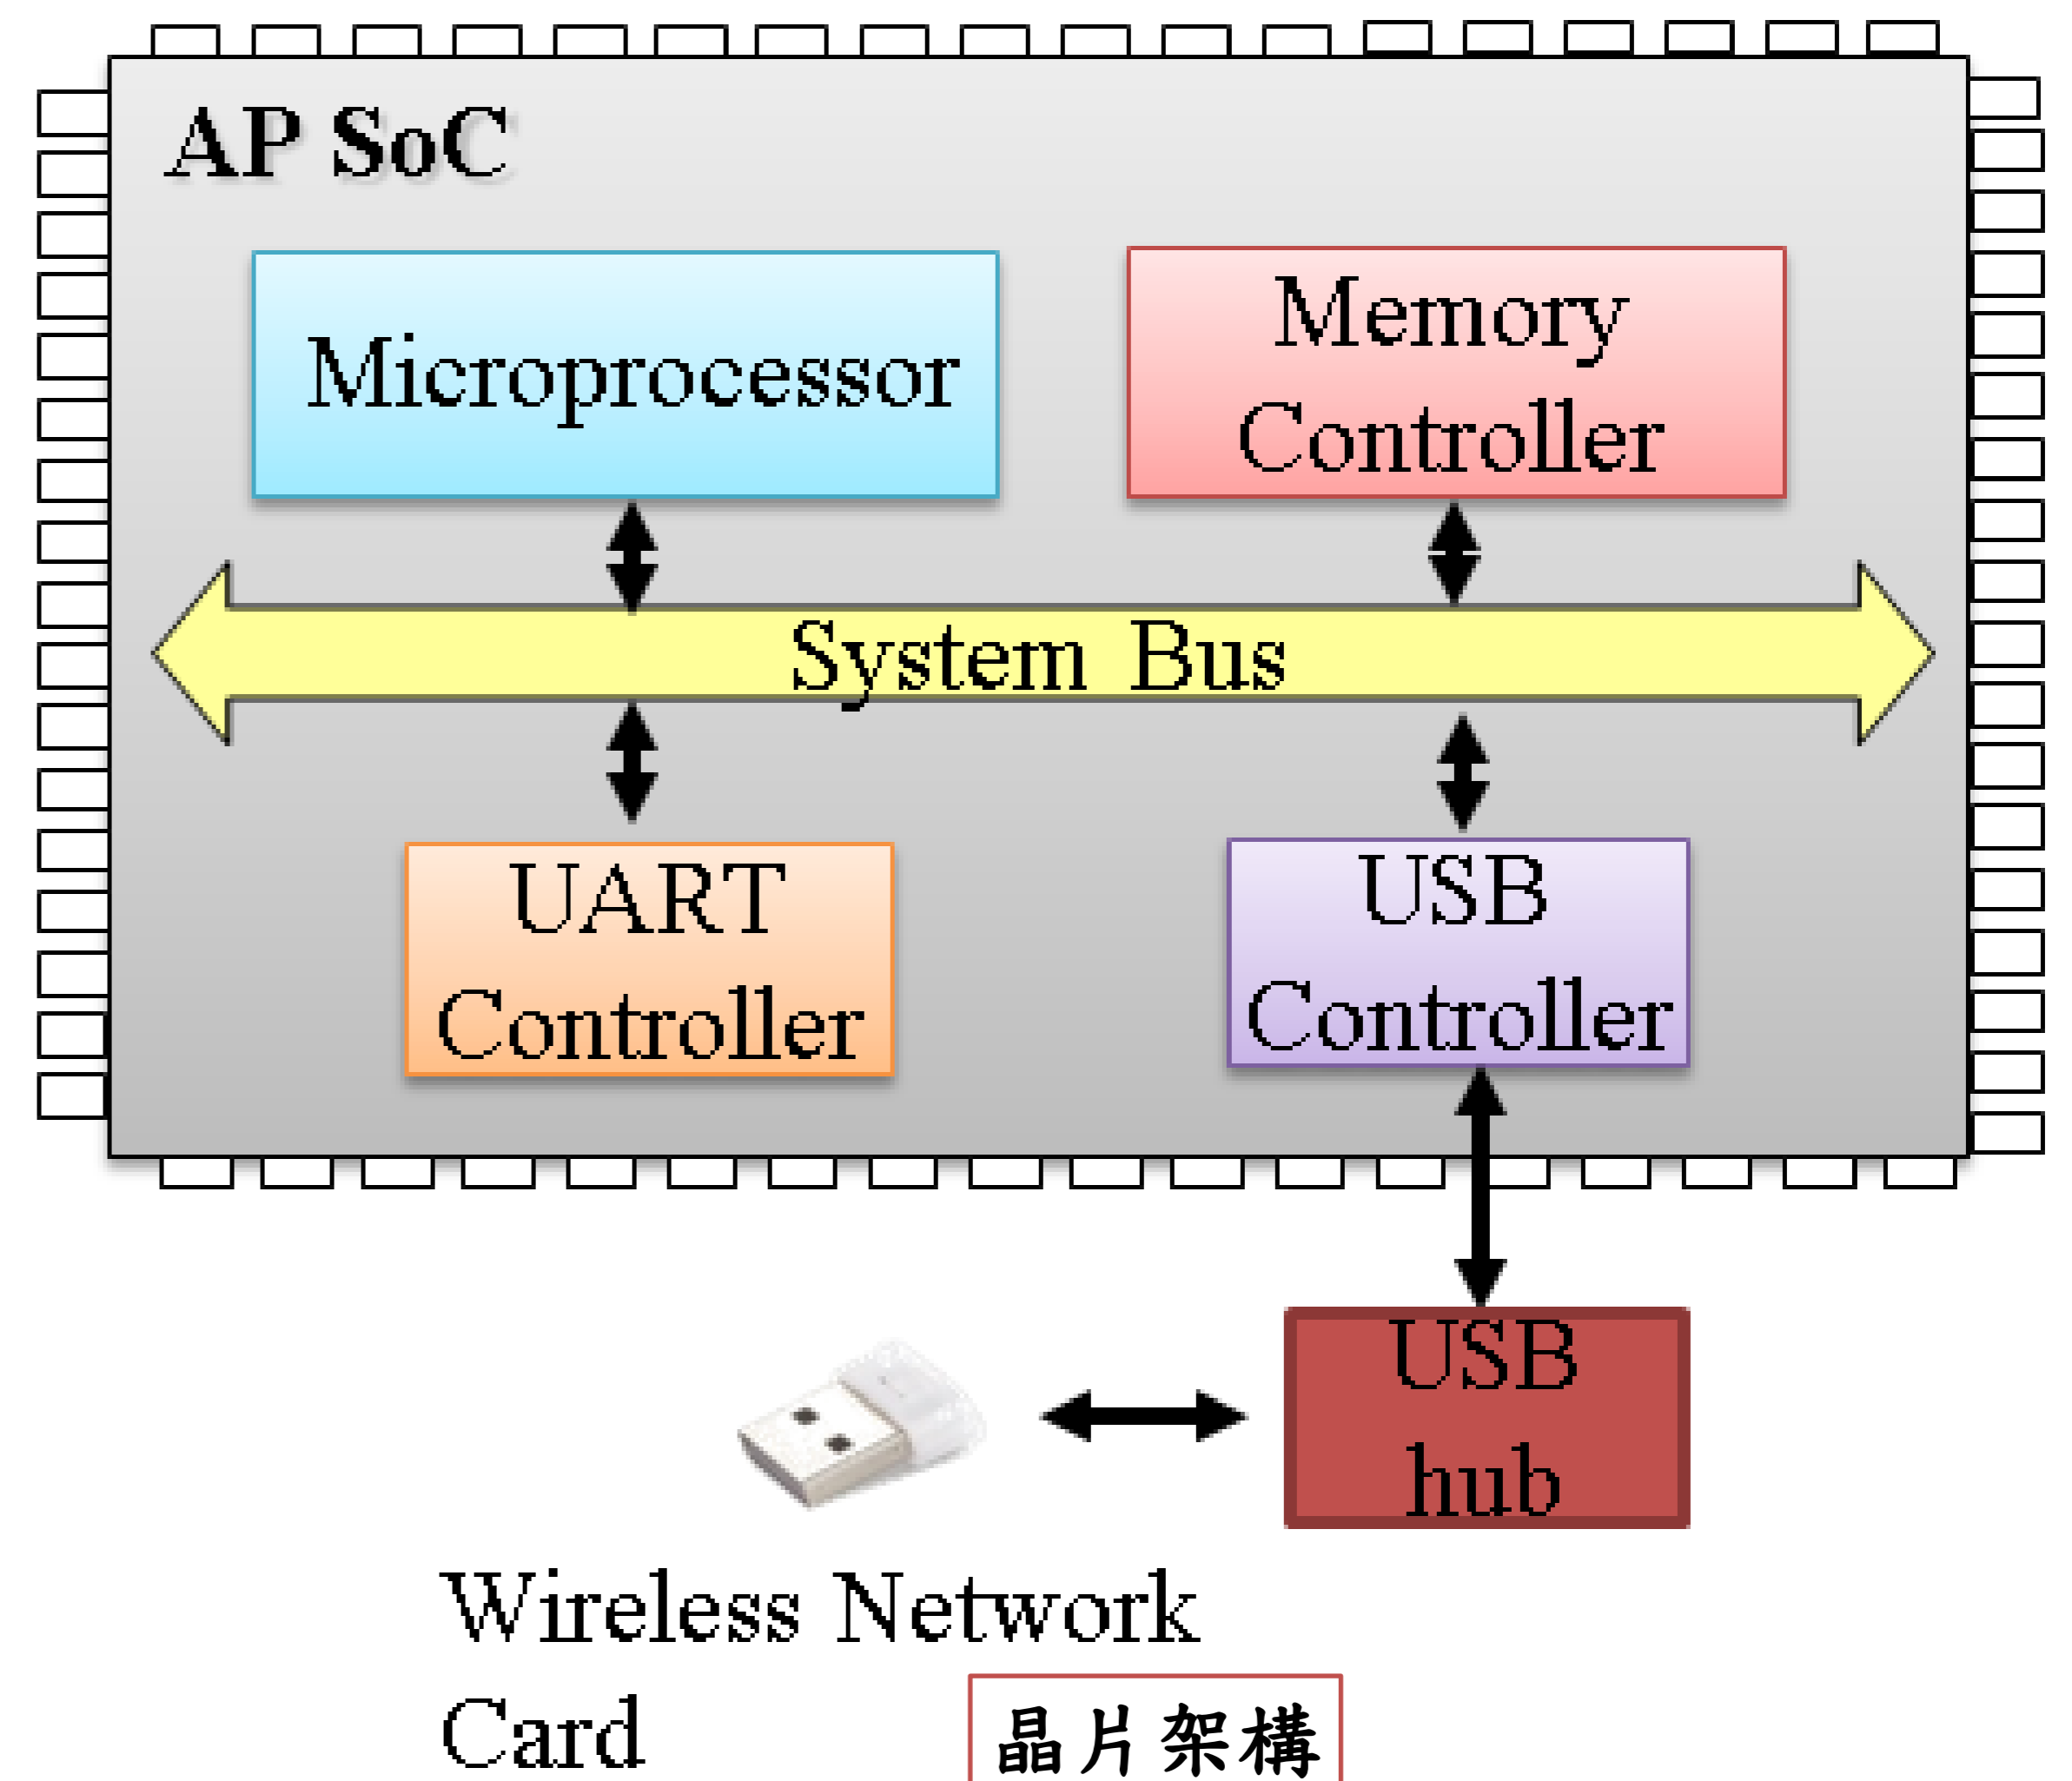 AP SoC
Microprocessor
Memory
Controller
System Bus
UART
Controller
USB
Controller
USB
hub
Wireless Network
Card
晶片架構